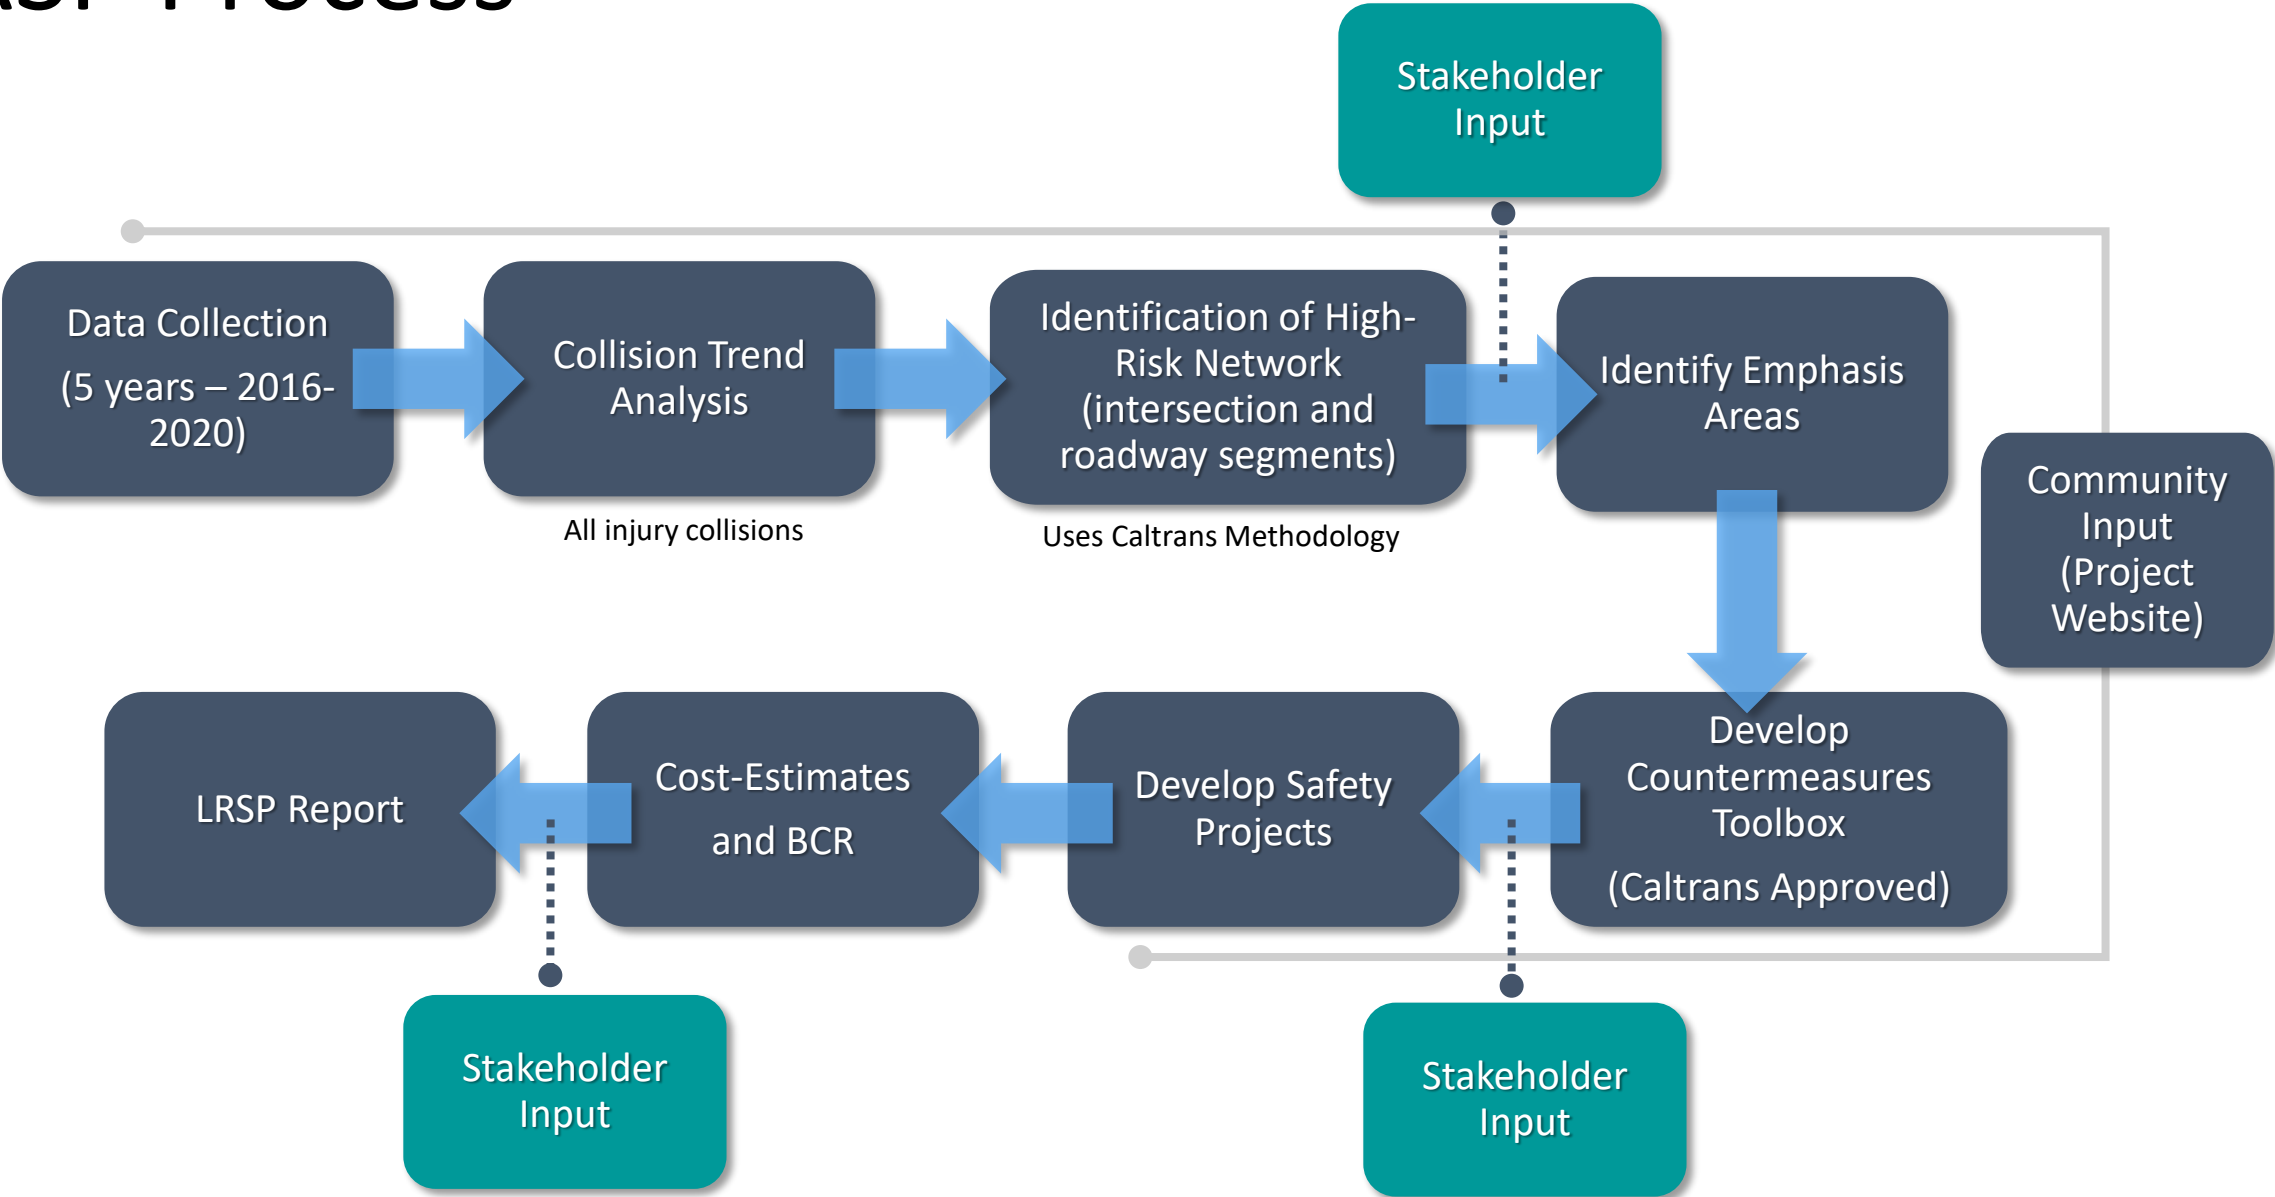 Process
Stakeholder
Input
Data Collection
(5 years – 2016-
2020)
Collision Trend
Analysis
All injury collisions
Identification of High-
Risk Network
(intersection and
roadway segments)
Uses Caltrans Methodology
Identify Emphasis
Areas
Community
Input
(Project
Website)
Develop
Countermeasures
Toolbox
(Caltrans Approved)
Develop Safety
Projects
Cost-Estimates
and BCR
LRSP Report
Stakeholder
Input
Stakeholder
Input